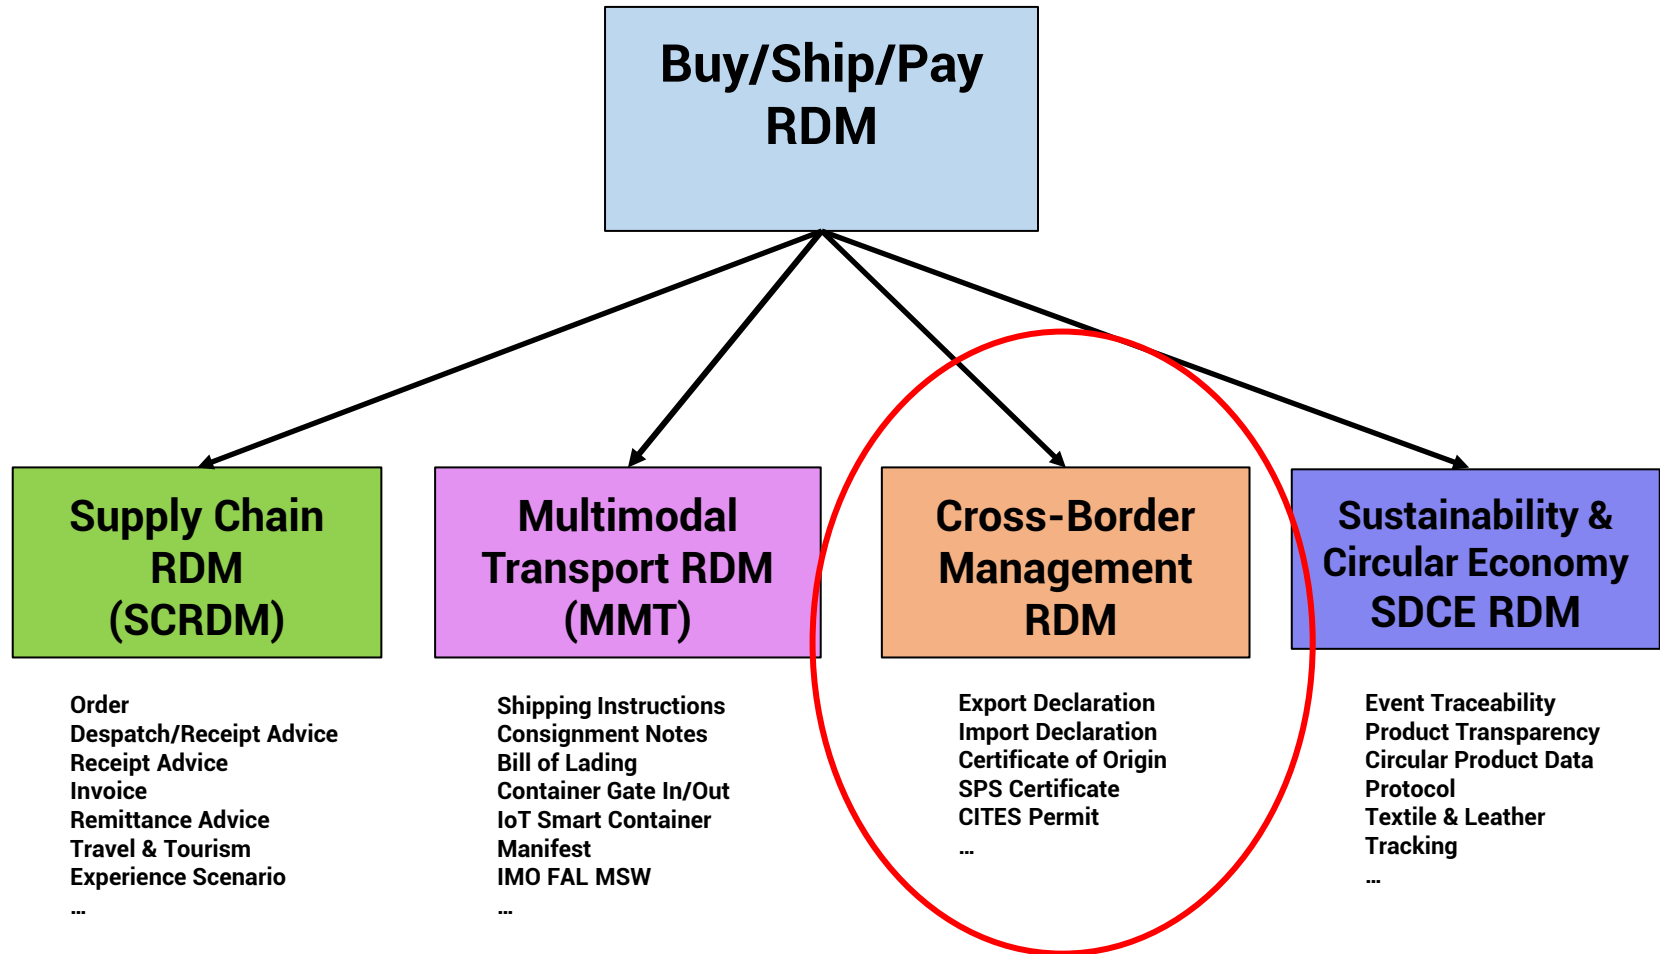 Buy/Ship/Pay
RDM
Supply Chain
RDM
(SCRDM)
Multimodal
Transport RDM
(MMT)
Cross-Border
Management
RDM
Sustainability &
Circular Economy
SDCE RDM
Order
Despatch/Receipt Advice
Receipt Advice
Invoice
Remittance Advice
Travel & Tourism
Experience Scenario
...
Shipping Instructions
Consignment Notes
Bill of Lading
Container Gate In/Out
IoT Smart Container
Manifest
IMO FAL MSW
...
Export Declaration
Import Declaration
Certificate of Origin
SPS Certificate
CITES Permit
...
Event Traceability
Product Transparency
Circular Product Data
Protocol
Textile & Leather
Tracking
...